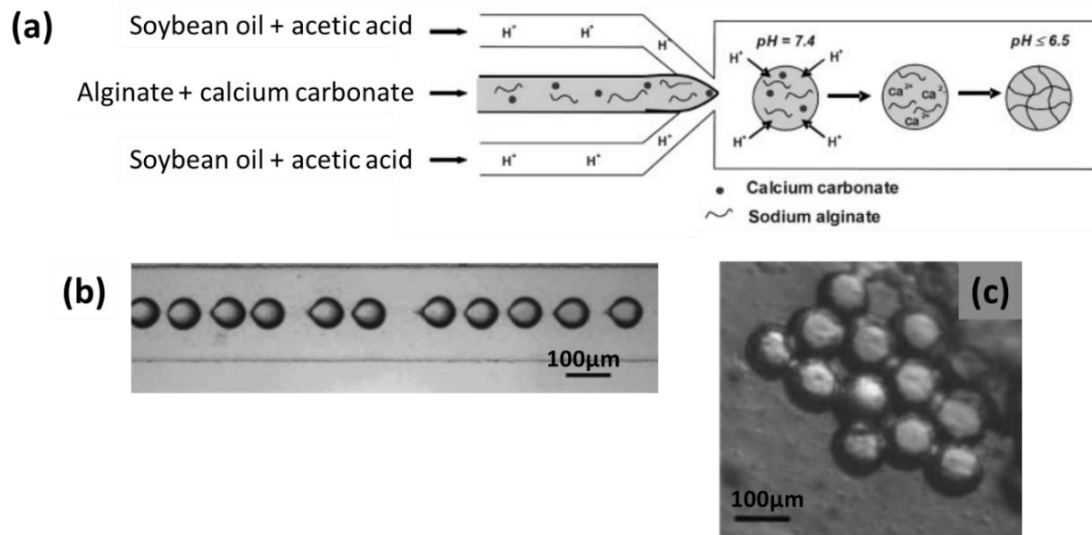 (a)
Soybean oil + acetic acid
Alginate + calcium carbonate
Soybean oil + acetic acid
H⁺ H⁺ H⁺
H⁺ H⁺ H⁺
pH = 7.4
H⁺ H⁺
H⁺ H⁺
Ca²⁺ Ca²
Ca²⁺
pH ≤ 6.5
Calcium carbonate
Sodium alginate
(b)
100μm
(c)
100μm